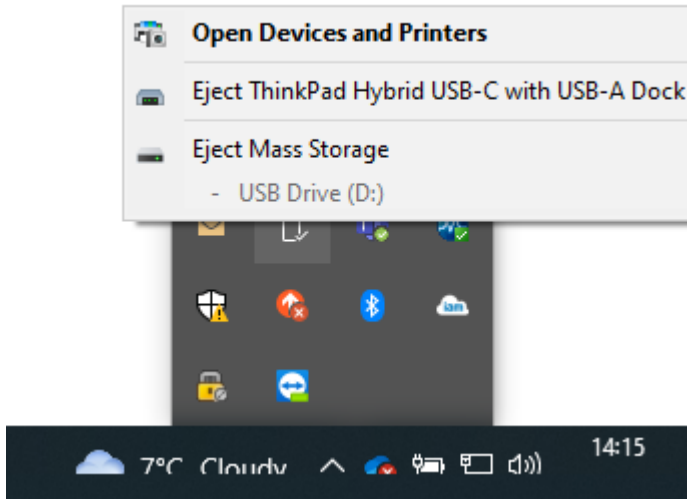 Open Devices and Printers
Eject ThinkPad Hybrid USB-C with USB-A Dock
Eject Mass Storage
- USB Drive (D:)
iam
7°C Cloudy
14:15